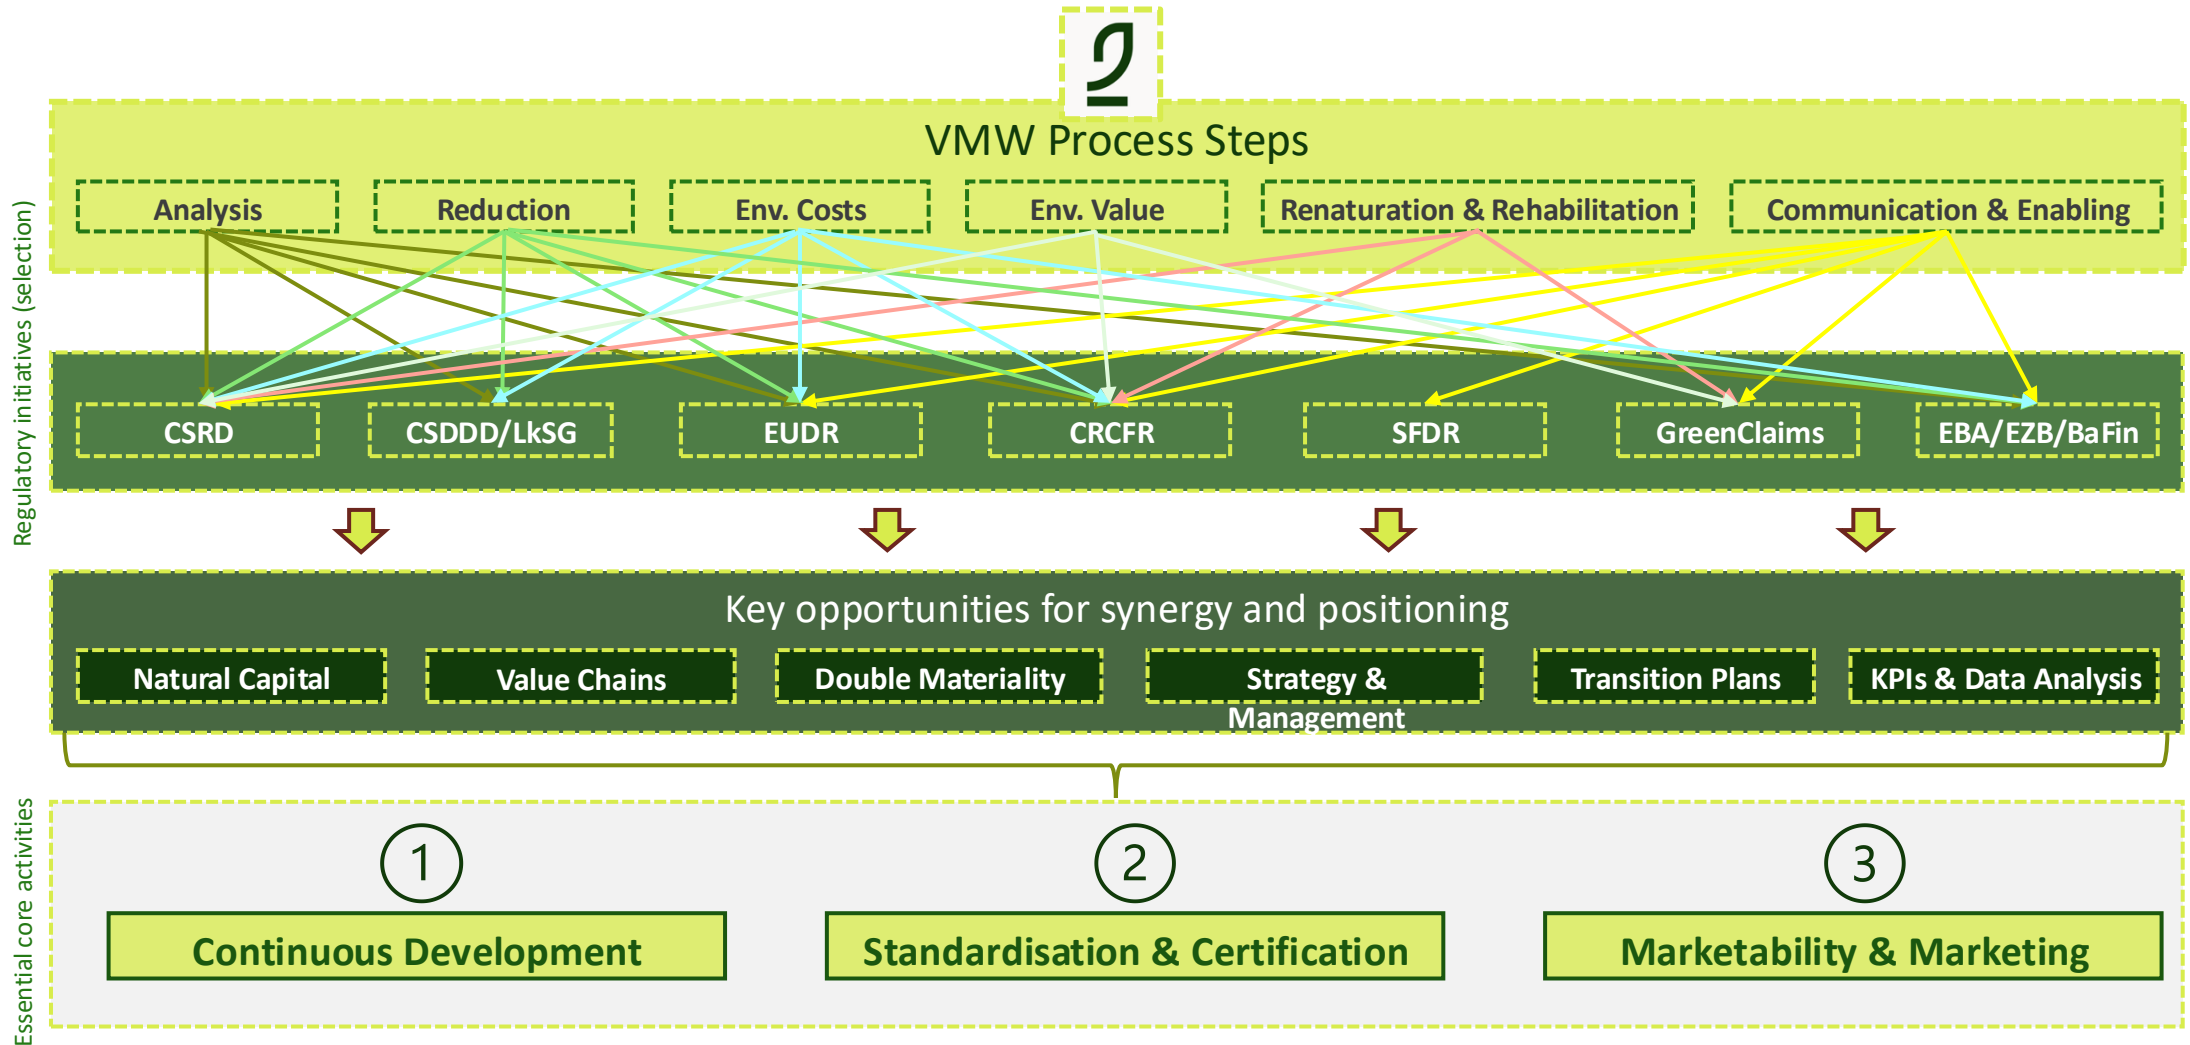 VMW Process Steps
Analysis
Reduction
Env. Costs
Env. Value
Renaturation & Rehabilitation
Communication & Enabling
Regulatory initiatives (selection)
CSRD
CSDDD/LkSG
EUDR
CRCFR
SFDR
GreenClaims
EBA/EZB/BaFin
Key opportunities for synergy and positioning
Natural Capital
Value Chains
Double Materiality
Strategy &
Management
Transition Plans
KPIs & Data Analysis
Essential core activities
1
2
3
Continuous Development
Standardisation & Certification
Marketability & Marketing